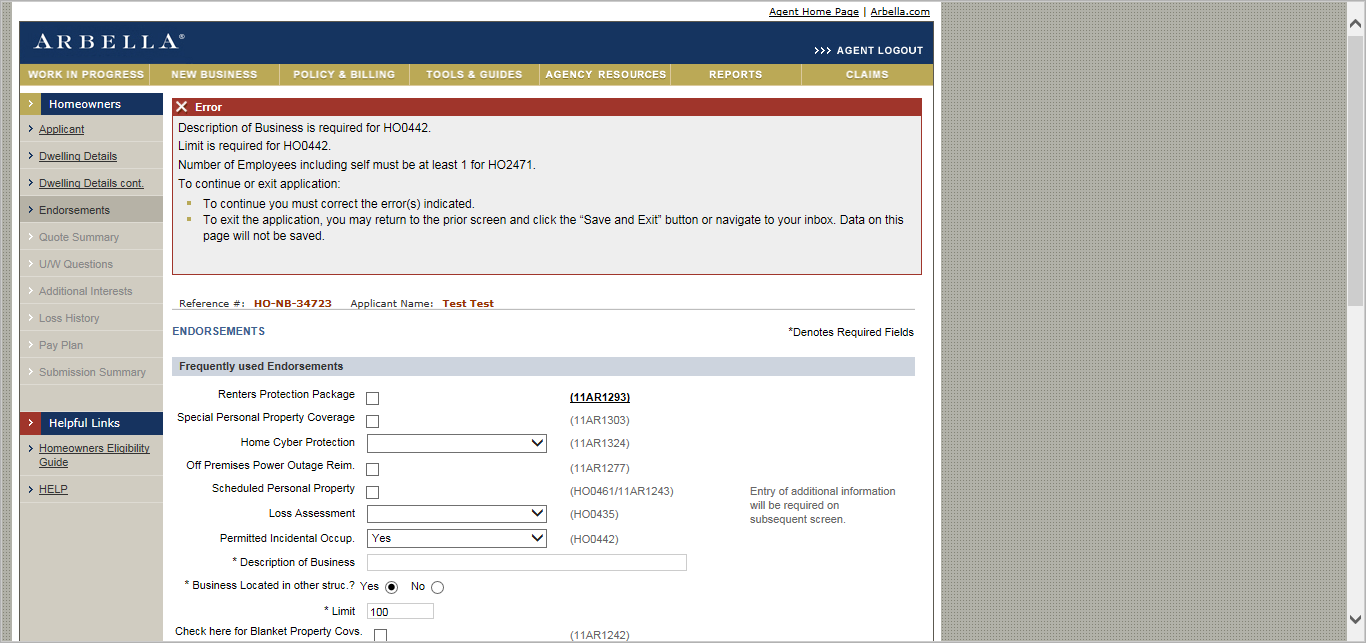 Agent Home Page | Arbella.com
ARBELLA®
>>> AGENT LOGOUT
WORK IN PROGRESS NEW BUSINESS POLICY & BILLING TOOLS & GUIDES AGENCY RESOURCES REPORTS CLAIMS
Homeowners
Applicant
Dwelling Details
Dwelling Details cont.
Endorsements
Quote Summary
U/W Questions
Additional Interests
Loss History
Pay Plan
Submission Summary
Helpful Links
Homeowners Eligibility
Guide
HELP
Error
Description of Business is required for HO0442.
Limit is required for HO0442.
Number of Employees including self must be at least 1 for HO2471.
To continue or exit application:
To continue you must correct the error(s) indicated.
To exit the application, you may return to the prior screen and click the “Save and Exit” button or navigate to your inbox. Data on this
page will not be saved.
Reference #: HO-NB-34723 Applicant Name: Test Test
ENDORSEMENTS
*Denotes Required Fields
Frequently used Endorsements
Renters Protection Package (11AR1293)
Special Personal Property Coverage (11AR1303)
Home Cyber Protection (11AR1324)
Off Premises Power Outage Reim. (11AR1277)
Scheduled Personal Property (HO0461/11AR1243) Entry of additional information
will be required on
subsequent screen.
Loss Assessment (HO0435)
Permitted Incidental Occup. Yes (HO0442)
* Description of Business
* Business Located in other struc.? Yes No
* Limit 100
Check here for Blanket Property Covs. (11AR1242)